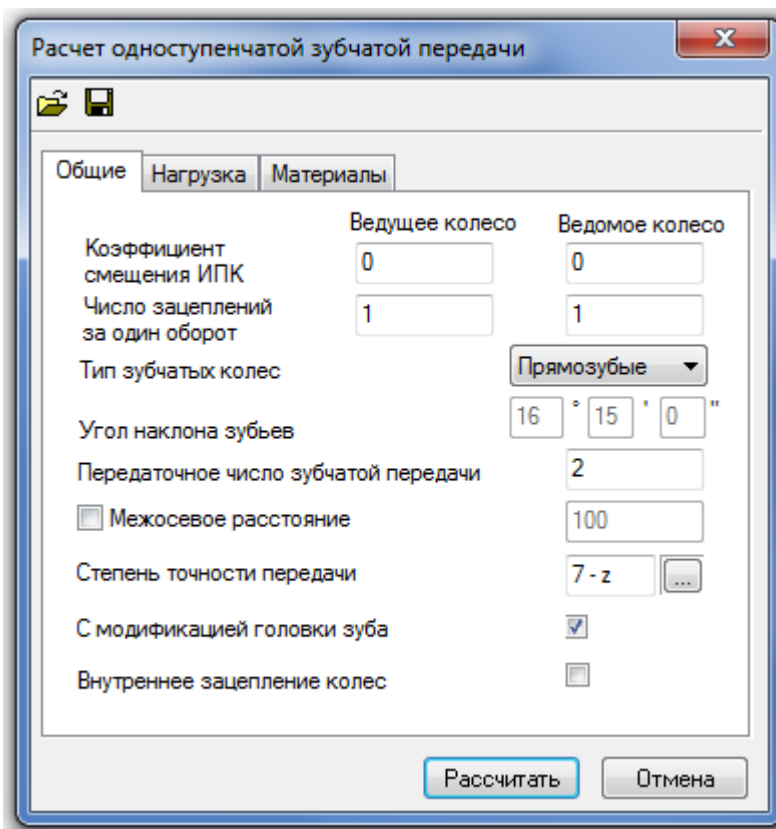 Расчет одноступенчатой зубчатой передачи
Общие Нагрузка Материалы
Ведущее колесо Ведомое колесо
Коэффициент
смещения ИПК 0 0
Число зацеплений
за один оборот 1 1
Тип зубчатых колес Прямозубые
Угол наклона зубьев 16 ° 15 ' 0 "
Передаточное число зубчатой передачи 2
Межосевое расстояние 100
Степень точности передачи 7 - z ...
С модификацией головки зуба
Внутреннее зацепление колес
Рассчитать Отмена